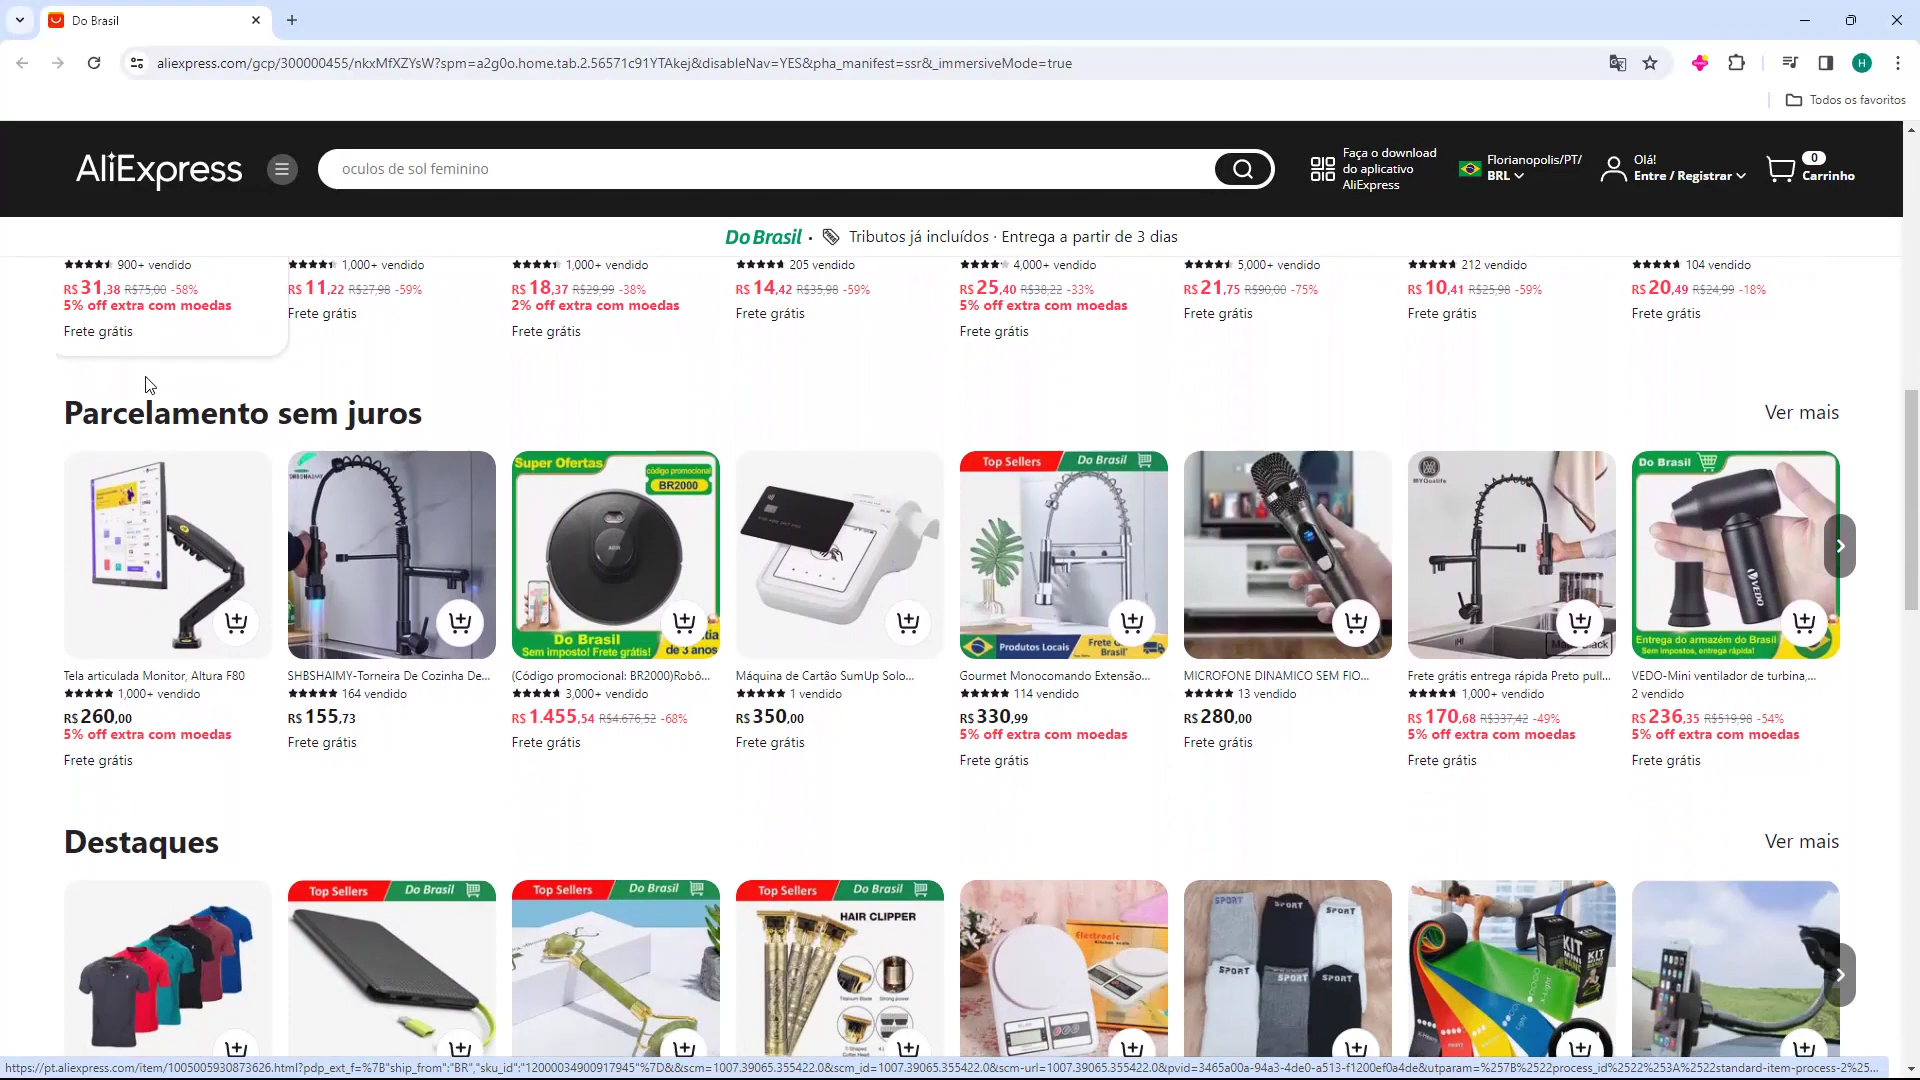 Do Brasil
aliexpress.com/gcp/300000455/nkxMfXZYsW?spm=a2g0o.home.tab.2.56571c91YTAkej&disableNav=YES&pha_manifest=ssr&_immersiveMode=true
H
Todos os favoritos
AliExpress
oculos de sol feminino
Faça o download
do aplicativo
AliExpress
Florianopolis/PT/
BRL
Olá!
Entre / Registrar
0
Carrinho
Do Brasil · Tributos já incluídos · Entrega a partir de 3 dias
900+ vendido
R$31,38 R$75,00 -58%
5% off extra com moedas
Frete grátis
1,000+ vendido
R$11,22 R$27,98 -59%
Frete grátis
1,000+ vendido
R$18,37 R$29,99 -38%
2% off extra com moedas
Frete grátis
205 vendido
R$14,42 R$35,98 -59%
Frete grátis
4,000+ vendido
R$25,40 R$38,22 -33%
5% off extra com moedas
Frete grátis
5,000+ vendido
R$21,75 R$90,00 -75%
Frete grátis
212 vendido
R$10,41 R$25,98 -59%
Frete grátis
104 vendido
R$20,49 R$24,99 -18%
Frete grátis
Parcelamento sem juros
Ver mais
Tela articulada Monitor, Altura F80
1,000+ vendido
R$260,00
5% off extra com moedas
Frete grátis
SHBSHAIMY
SHBSHAIMY-Torneira De Cozinha De...
164 vendido
R$155,73
Frete grátis
Super Ofertas
código promocional
BR2000
Do Brasil
Sem imposto! Frete grátis!
de 3 anos
(Código promocional: BR2000)Robô...
3,000+ vendido
R$1.455,54 R$4.676,52 -68%
Frete grátis
Máquina de Cartão SumUp Solo...
1 vendido
R$350,00
Frete grátis
Top Sellers
Do Brasil
Produtos Locais
Brasil
Gourmet Monocomando Extensão...
114 vendido
R$330,99
5% off extra com moedas
Frete grátis
MICROFONE DINAMICO SEM FIO...
13 vendido
R$280,00
Frete grátis
MYQualife
Frete grátis entrega rápida Preto pull...
1,000+ vendido
R$170,68 R$337,42 -49%
5% off extra com moedas
Frete grátis
Do Brasil
VEDO
Entrega do armazém do Brasil
Sem impostos, entrega rápida!
VEDO-Mini ventilador de turbina,...
2 vendido
R$236,35 R$519,98 -54%
5% off extra com moedas
Frete grátis
Destaques
Ver mais
Top Sellers
Do Brasil
Top Sellers
Do Brasil
Top Sellers
Do Brasil
HAIR CLIPPER
Titanium Blade
Strong power
Electronic
SPORT
SPORT
SPORT
SPORT
SPORT
SPORT
KIT
MINI
BAND
KIT
X-Heavy
Light
X-Light
https://pt.aliexpress.com/item/1005005930873626.html?pdp_ext_f=%7B"ship_from":"BR","sku_id":"12000034900917945"%7D&&scm=1007.39065.355422.0&scm_id=1007.39065.355422.0&scm-url=1007.39065.355422.0&pvid=3465a00a-94a3-4de0-a513-f1200ef0a4de&utparam=%257B%2522process_id%2522%253A%2522standard-item-process-2%25...